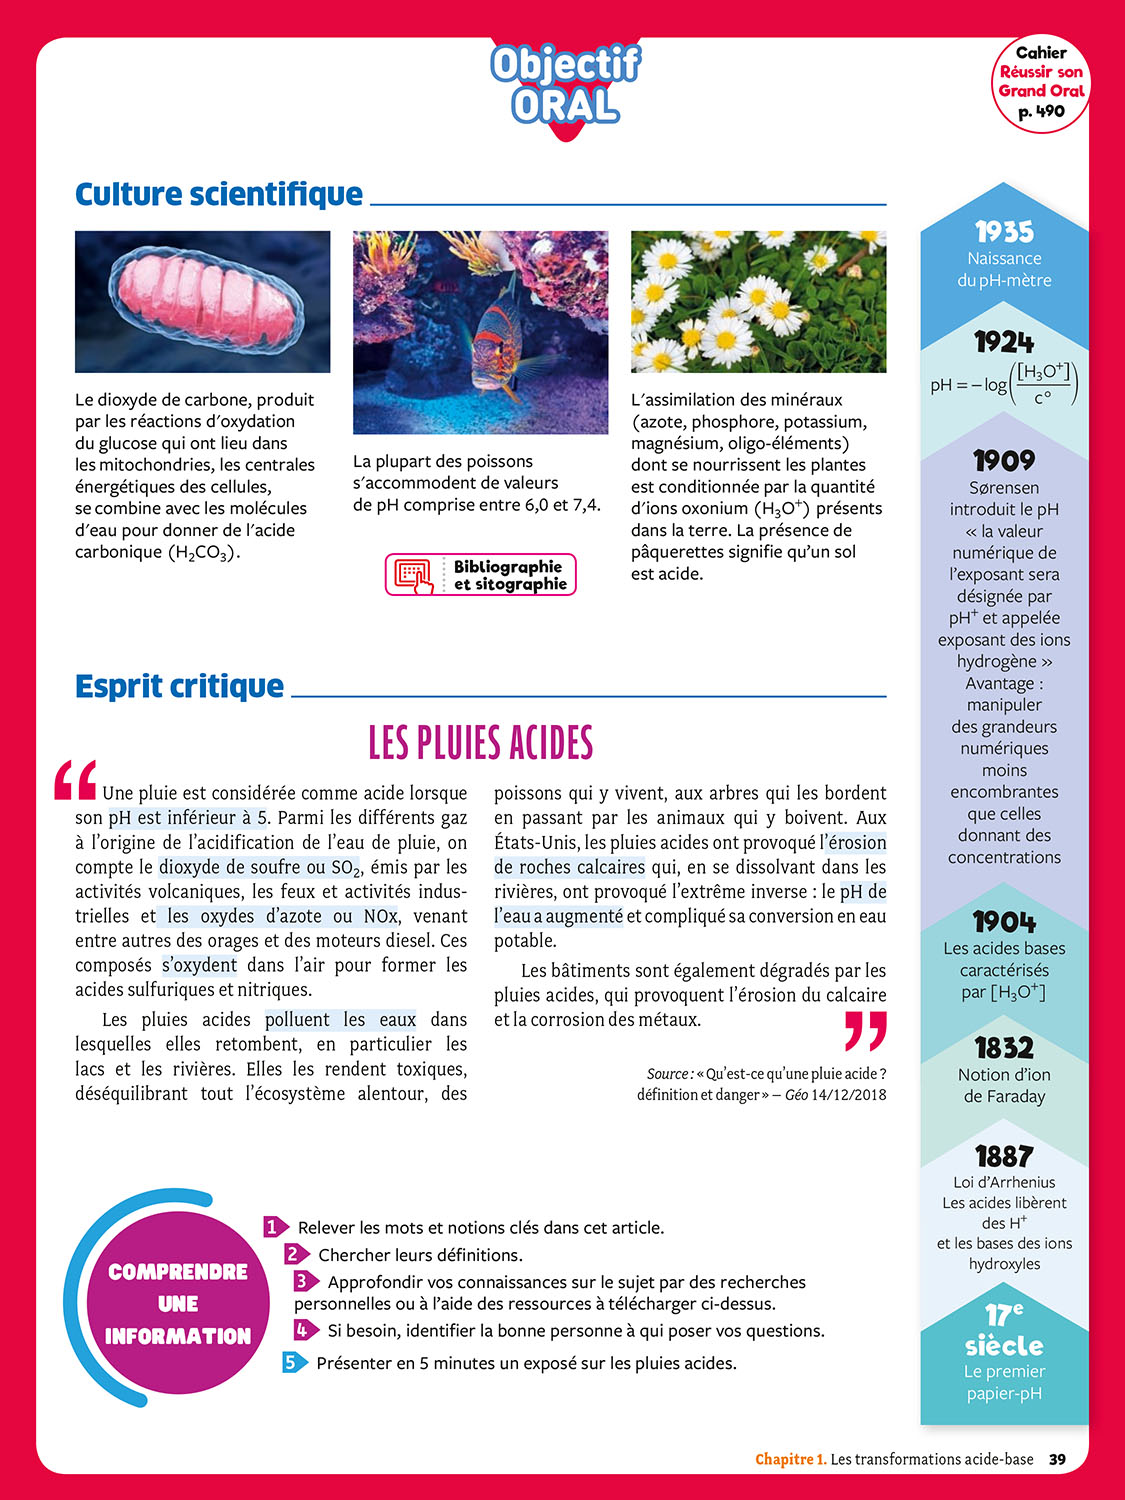 Objectif
ORAL
Cahier
Réussir son
Grand Oral
p. 490
Culture scientifique
Le dioxyde de carbone, produit
par les réactions d'oxydation
du glucose qui ont lieu dans
les mitochondries, les centrales
énergétiques des cellules,
se combine avec les molécules
d'eau pour donner de l'acide
carbonique (H₂CO₃).
La plupart des poissons
s'accommodent de valeurs
de pH comprise entre 6,0 et 7,4.
Bibliographie
et sitographie
L'assimilation des minéraux
(azote, phosphore, potassium,
magnésium, oligo-éléments)
dont se nourrissent les plantes
est conditionnée par la quantité
d'ions oxonium (H₃O⁺) présents
dans la terre. La présence de
pâquerettes signifie qu'un sol
est acide.
Esprit critique
LES PLUIES ACIDES
“ Une pluie est considérée comme acide lorsque
son pH est inférieur à 5. Parmi les différents gaz
à l'origine de l'acidification de l'eau de pluie, on
compte le dioxyde de soufre ou SO₂, émis par les
activités volcaniques, les feux et activités indus-
trielles et les oxydes d'azote ou NOx, venant
entre autres des orages et des moteurs diesel. Ces
composés s'oxydent dans l'air pour former les
acides sulfuriques et nitriques.
Les pluies acides polluent les eaux dans
lesquelles elles retombent, en particulier les
lacs et les rivières. Elles les rendent toxiques,
déséquilibrant tout l'écosystème alentour, des
poissons qui y vivent, aux arbres qui les bordent
en passant par les animaux qui y boivent. Aux
États-Unis, les pluies acides ont provoqué l'érosion
de roches calcaires qui, en se dissolvant dans les
rivières, ont provoqué l'extrême inverse : le pH de
l'eau a augmenté et compliqué sa conversion en eau
potable.
Les bâtiments sont également dégradés par les
pluies acides, qui provoquent l'érosion du calcaire
et la corrosion des métaux. ”
Source : « Qu'est-ce qu'une pluie acide ?
définition et danger » – Géo 14/12/2018
COMPRENDRE
UNE
INFORMATION
1 Relever les mots et notions clés dans cet article.
2 Chercher leurs définitions.
3 Approfondir vos connaissances sur le sujet par des recherches
personnelles ou à l'aide des ressources à télécharger ci-dessus.
4 Si besoin, identifier la bonne personne à qui poser vos questions.
5 Présenter en 5 minutes un exposé sur les pluies acides.
1935
Naissance
du pH-mètre
1924
pH = – log([H₃O⁺]/c°)
1909
Sørensen
introduit le pH
« la valeur
numérique de
l'exposant sera
désignée par
pH⁺ et appelée
exposant des ions
hydrogène »
Avantage :
manipuler
des grandeurs
numériques
moins
encombrantes
que celles
donnant des
concentrations
1904
Les acides bases
caractérisés
par [H₃O⁺]
1832
Notion d'ion
de Faraday
1887
Loi d'Arrhenius
Les acides libèrent
des H⁺
et les bases des ions
hydroxyles
17e
siècle
Le premier
papier-pH
Chapitre 1. Les transformations acide-base 39